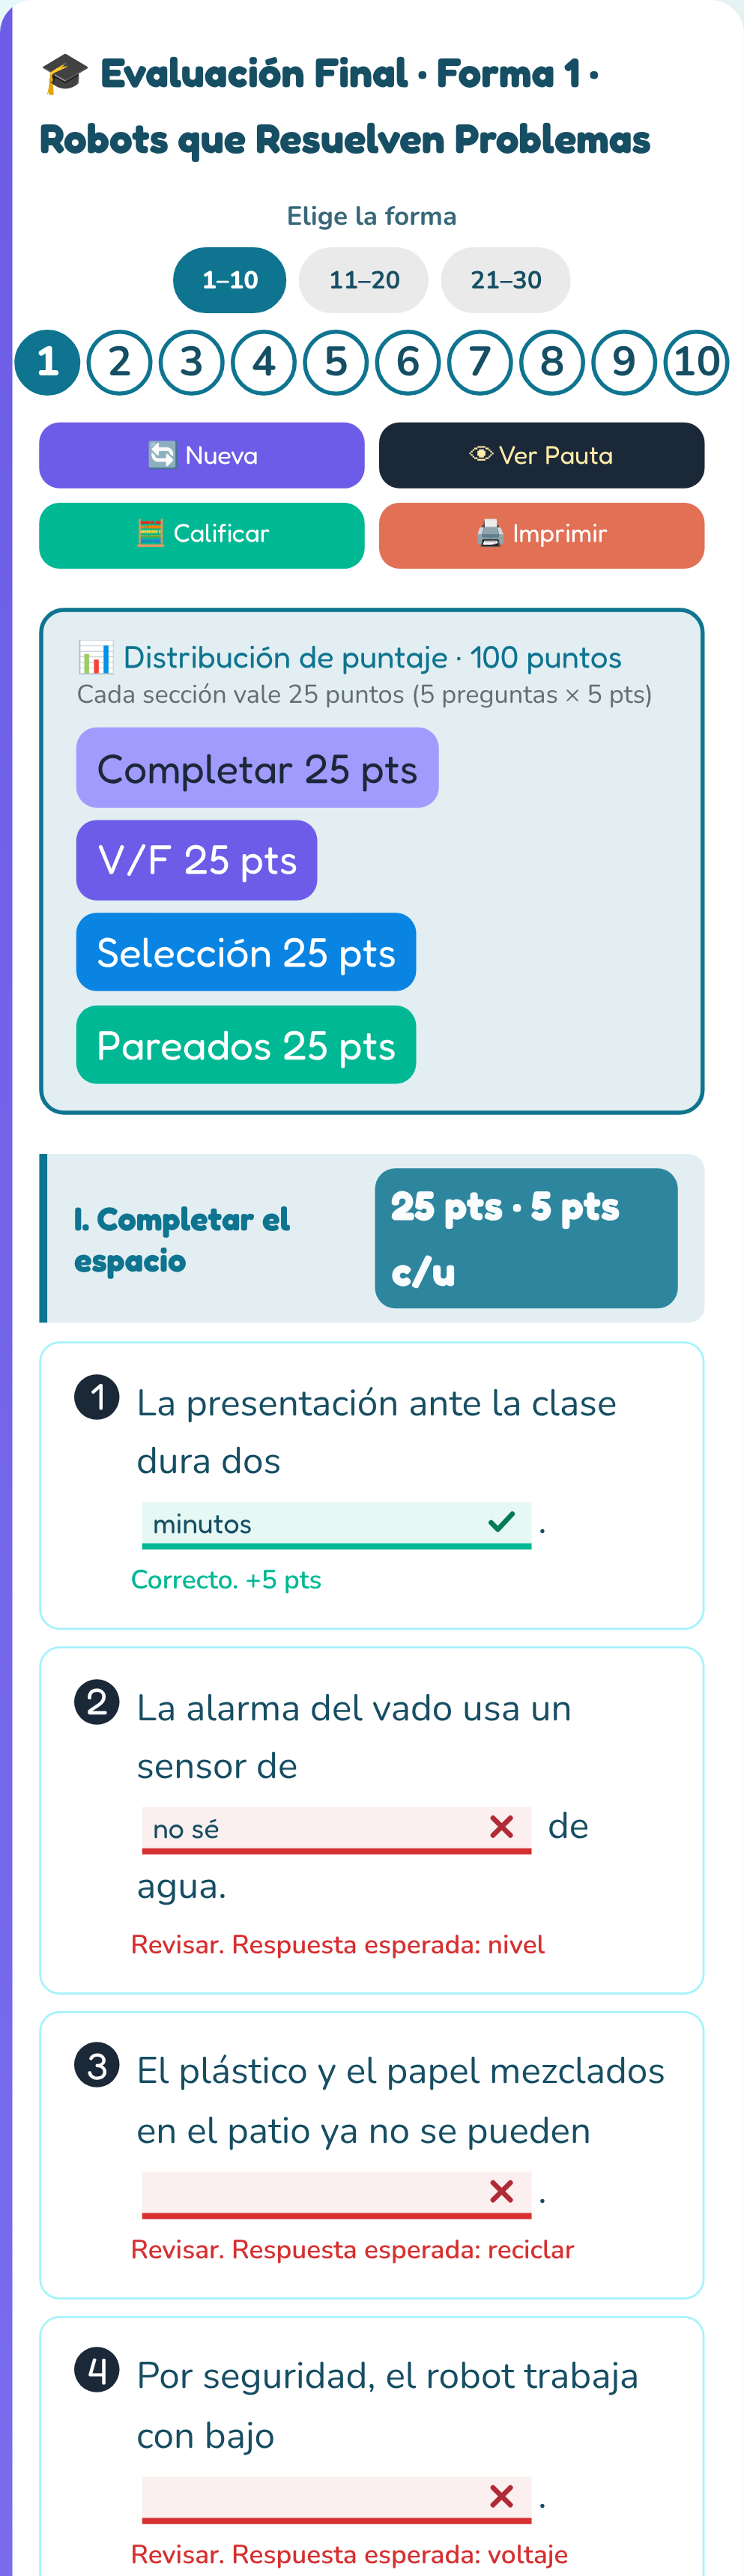 🎓 Evaluación Final · Forma 1 ·
Robots que Resuelven Problemas
Elige la forma
1–10 11–20 21–30
1 2 3 4 5 6 7 8 9 10
🔄 Nueva
👁 Ver Pauta
🧮 Calificar
🖨️ Imprimir
📊 Distribución de puntaje · 100 puntos
Cada sección vale 25 puntos (5 preguntas × 5 pts)
Completar 25 pts
V/F 25 pts
Selección 25 pts
Pareados 25 pts
I. Completar el
espacio
25 pts · 5 pts
c/u
1 La presentación ante la clase
dura dos
minutos ✓ .
Correcto. +5 pts
2 La alarma del vado usa un
sensor de
no sé ✕ de
agua.
Revisar. Respuesta esperada: nivel
3 El plástico y el papel mezclados
en el patio ya no se pueden
✕ .
Revisar. Respuesta esperada: reciclar
4 Por seguridad, el robot trabaja
con bajo
✕ .
Revisar. Respuesta esperada: voltaje